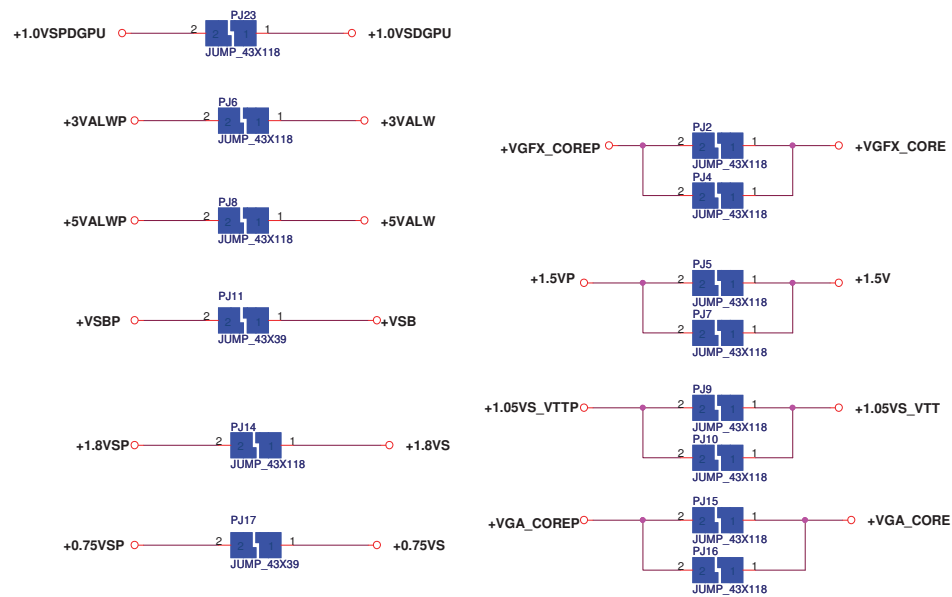 PJ23
+1.0VSPDGPU 2 2 1 1 +1.0VSDGPU
JUMP_43X118
PJ6
+3VALWP 2 2 1 1 +3VALW
JUMP_43X118
PJ8
+5VALWP 2 2 1 1 +5VALW
JUMP_43X118
PJ11
+VSBP 2 2 1 1 +VSB
JUMP_43X39
PJ14
+1.8VSP 2 2 1 1 +1.8VS
JUMP_43X118
PJ17
+0.75VSP 2 2 1 1 +0.75VS
JUMP_43X39
PJ2
+VGFX_COREP 2 2 1 1 +VGFX_CORE
JUMP_43X118
PJ4
2 2 1 1
JUMP_43X118
PJ5
+1.5VP 2 2 1 1 +1.5V
JUMP_43X118
PJ7
2 2 1 1
JUMP_43X118
PJ9
+1.05VS_VTTP 2 2 1 1 +1.05VS_VTT
JUMP_43X118
PJ10
2 2 1 1
JUMP_43X118
PJ15
+VGA_COREP 2 2 1 1 +VGA_CORE
JUMP_43X118
PJ16
2 2 1 1
JUMP_43X118